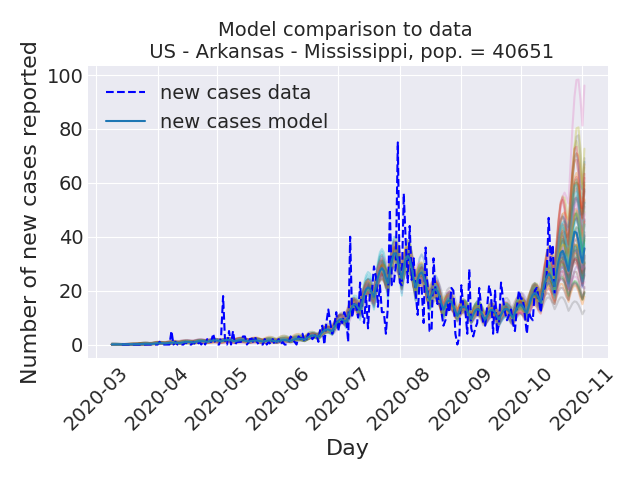 Model comparison to data
US - Arkansas - Mississippi, pop. = 40651
Number of new cases reported
100
80
60
40
20
0
new cases data
new cases model
2020-03
2020-04
2020-05
2020-06
2020-07
2020-08
2020-09
2020-10
2020-11
Day